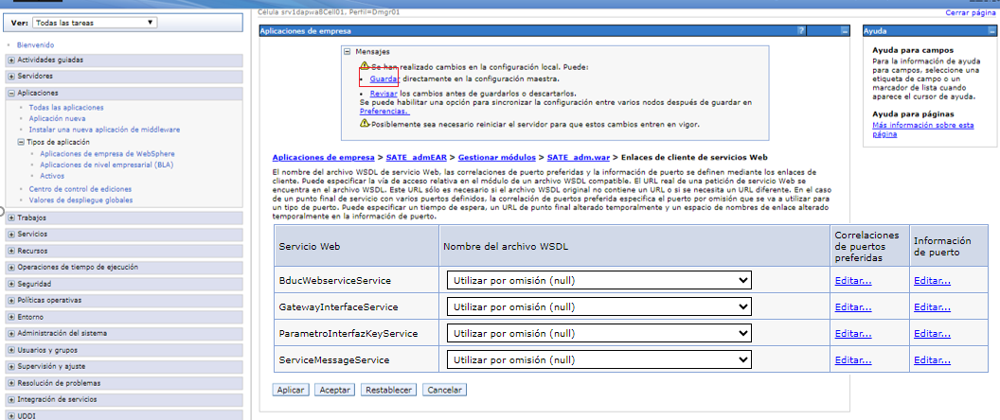 Célula srv1dapwa8Cell01, Perfil=Dmgr01
Cerrar página
Ver: Todas las tareas
Bienvenido
Actividades guiadas
Servidores
Aplicaciones
Todas las aplicaciones
Aplicación nueva
Instalar una nueva aplicación de middleware
Tipos de aplicación
Aplicaciones de empresa de WebSphere
Aplicaciones de nivel empresarial (BLA)
Activos
Centro de control de ediciones
Valores de despliegue globales
Trabajos
Servicios
Recursos
Operaciones de tiempo de ejecución
Seguridad
Políticas operativas
Entorno
Administración del sistema
Usuarios y grupos
Supervisión y ajuste
Resolución de problemas
Integración de servicios
UDDI
Aplicaciones de empresa
?
Mensajes
Se han realizado cambios en la configuración local. Puede:
Guardar directamente en la configuración maestra.
Revisar los cambios antes de guardarlos o descartarlos.
Se puede habilitar una opción para sincronizar la configuración entre varios nodos después de guardar en
Preferencias.
Posiblemente sea necesario reiniciar el servidor para que estos cambios entren en vigor.
Aplicaciones de empresa > SATE_admEAR > Gestionar módulos > SATE_adm.war > Enlaces de cliente de servicios Web
El nombre del archivo WSDL de servicio Web, las correlaciones de puerto preferidas y la información de puerto se definen mediante los enlaces de
cliente. Puede especificar la vía de acceso relativa en el módulo de un archivo WSDL compatible. El URL real de una petición de servicio Web se
encuentra en el archivo WSDL. Este URL sólo es necesario si el archivo WSDL original no contiene un URL o si se necesita un URL diferente. En el caso
de un punto final de servicio con varios puertos definidos, la correlación de puertos preferida especifica el puerto por omisión que se va a utilizar para
un tipo de puerto. Puede especificar un tiempo de espera, un URL de punto final alterado temporalmente y un espacio de nombres de enlace alterado
temporalmente en la información de puerto.
Servicio Web Nombre del archivo WSDL Correlaciones de puertos preferidas Información de puerto
BducWebserviceService Utilizar por omisión (null) Editar... Editar...
GatewayInterfaceService Utilizar por omisión (null) Editar... Editar...
ParametroInterfazKeyService Utilizar por omisión (null) Editar... Editar...
ServiceMessageService Utilizar por omisión (null) Editar... Editar...
Aplicar Aceptar Restablecer Cancelar
Ayuda
Ayuda para campos
Para la información de ayuda
para campos, seleccione una
etiqueta de campo o un
marcador de lista cuando
aparece el cursor de ayuda.
Ayuda para páginas
Más información sobre esta
página